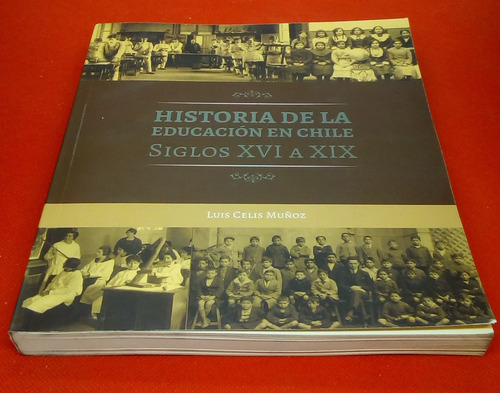 HISTORIA DE LA
EDUCACIÓN EN CHILE
SIGLOS XVI A XIX
LUIS CELIS MUÑOZ